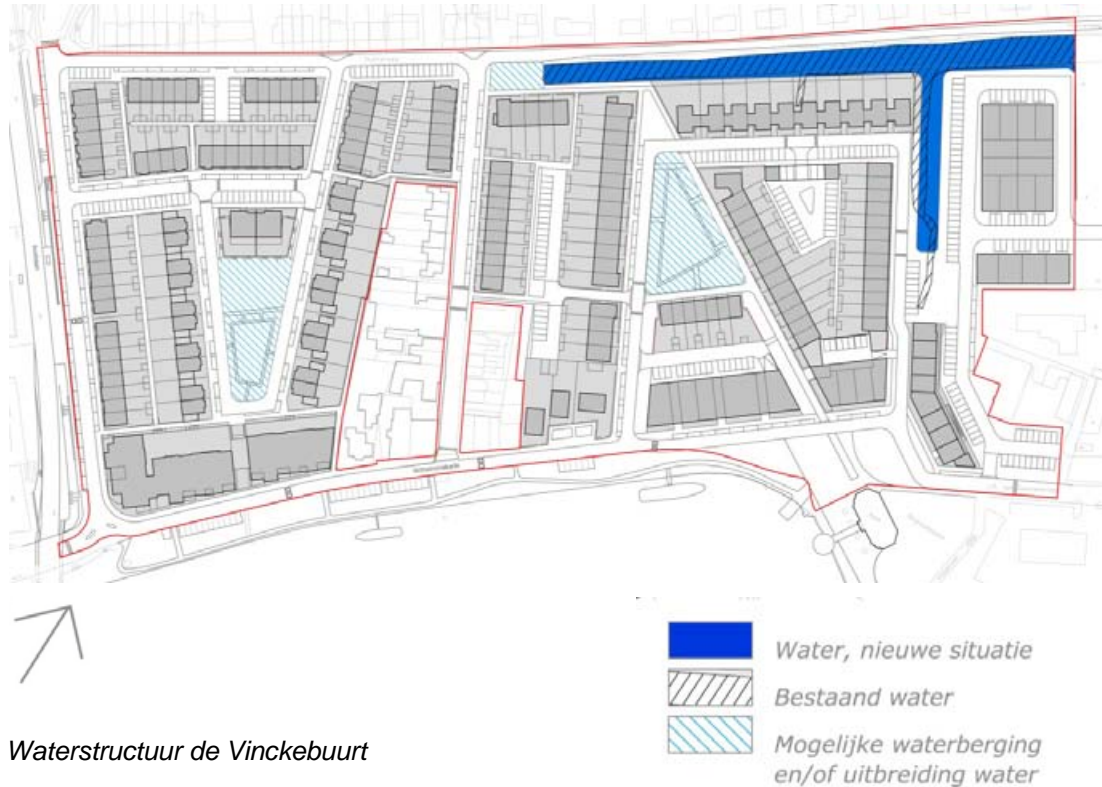 Water, nieuwe situatie
Bestaand water
Waterstructuur de Vinckebuurt
Mogelijke waterberging
en/of uitbreiding water